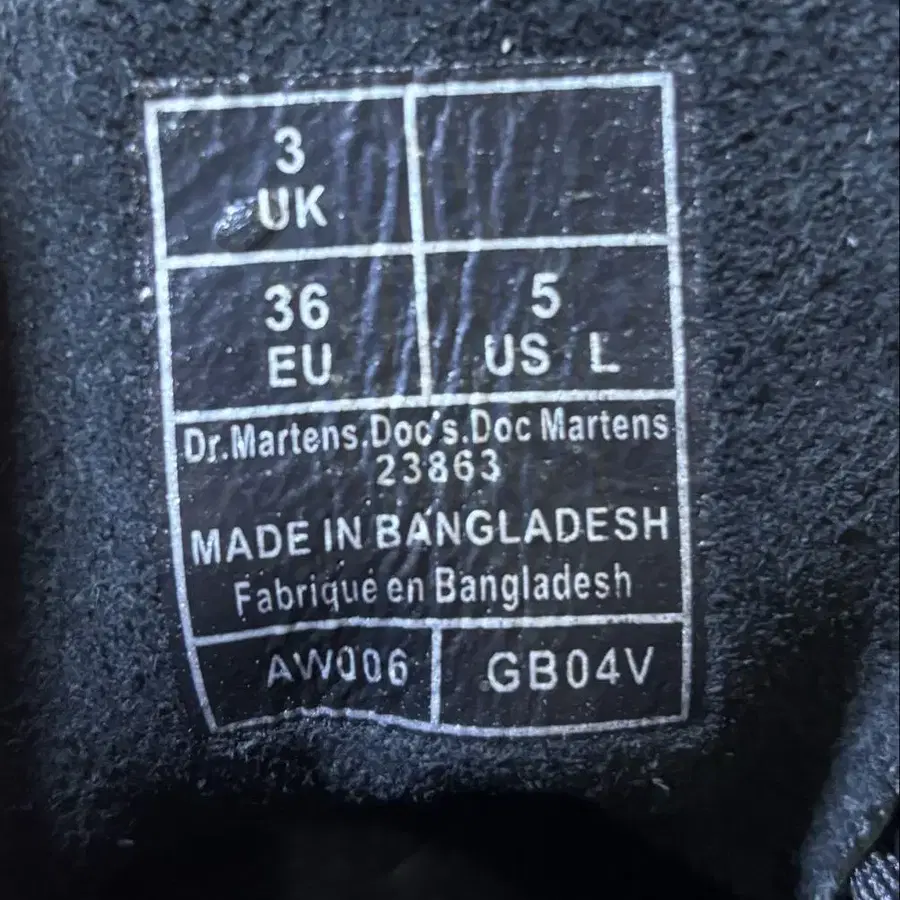 3
UK
36
EU
5
US L
Dr.Martens.Doc's.Doc Martens
23863
MADE IN BANGLADESH
Fabriqué en Bangladesh
AW006
GB04V